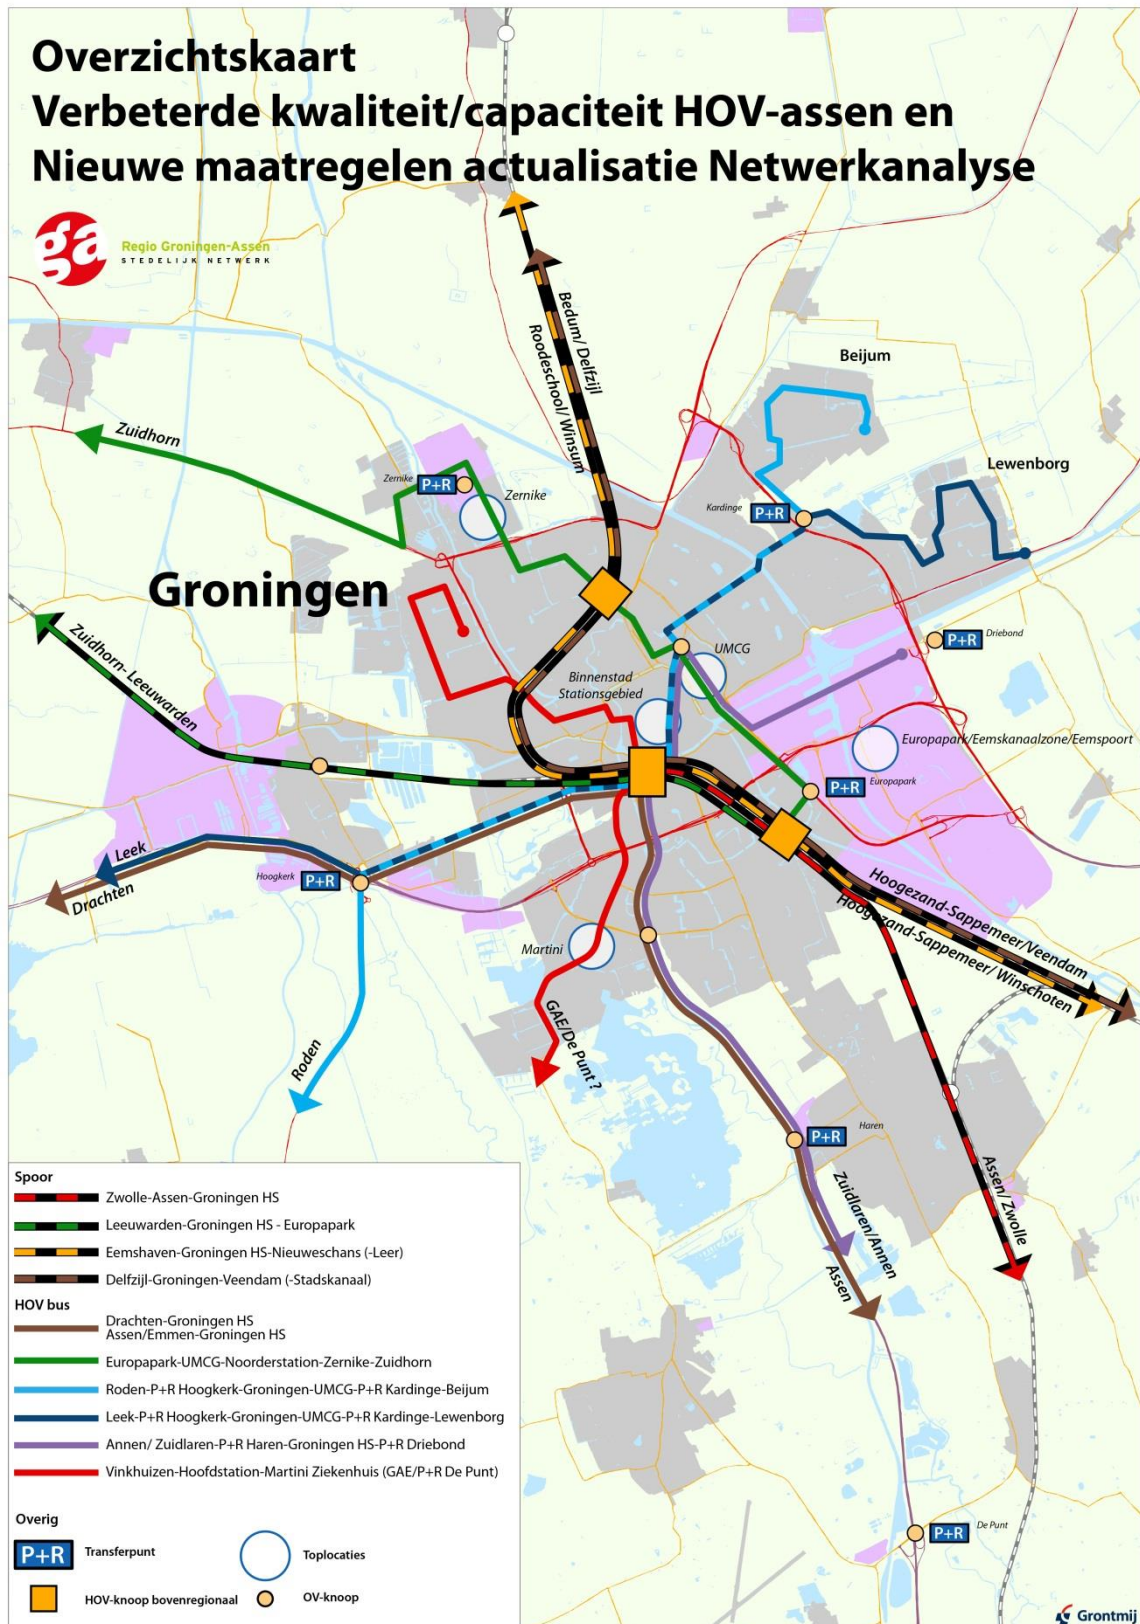 Overzichtskaart
Verbeterde kwaliteit/capaciteit HOV-assen en
Nieuwe maatregelen actualisatie Netwerkanalyse
ga
Regio Groningen-Assen
STEDELIJK NETWERK
Bedum/ Delfzijl
Roodeschool/ Winsum
Beijum
Zuidhorn
Lewenborg
Zernike
P+R
Zernike
Kardinge
P+R
Groningen
Zuidhorn- Leeuwarden
UMCG
P+R
Driebond
Binnenstad
Stationsgebied
Europapark/Eemskanaalzone/Eemspoort
P+R
Europapark
Leek
Drachten
Hoogkerk
P+R
Hoogezand-Sappemeer/Veendam
Hoogezand-Sappemeer/ Winschoten
Martini
GAE/De Punt ?
Roden
P+R
Haren
Zuidlaren/Annen
Assen
Assen/ Zwolle
Spoor
Zwolle-Assen-Groningen HS
Leeuwarden-Groningen HS - Europapark
Eemshaven-Groningen HS-Nieuweschans (-Leer)
Delfzijl-Groningen-Veendam (-Stadskanaal)
HOV bus
Drachten-Groningen HS
Assen/Emmen-Groningen HS
Europapark-UMCG-Noorderstation-Zernike-Zuidhorn
Roden-P+R Hoogkerk-Groningen-UMCG-P+R Kardinge-Beijum
Leek-P+R Hoogkerk-Groningen-UMCG-P+R Kardinge-Lewenborg
Annen/ Zuidlaren-P+R Haren-Groningen HS-P+R Driebond
Vinkhuizen-Hoofdstation-Martini Ziekenhuis (GAE/P+R De Punt)
Overig
P+R
Transferpunt
Toplocaties
HOV-knoop bovenregionaal
OV-knoop
P+R
De Punt
Grontmij